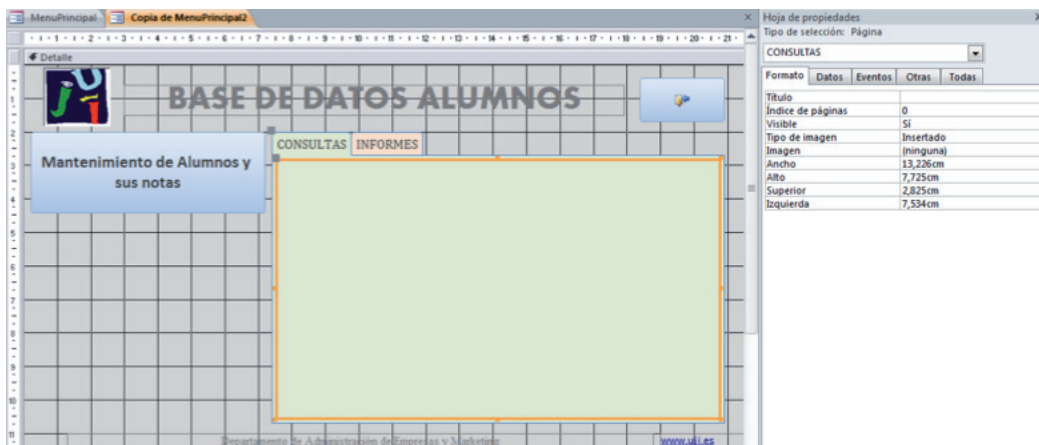 MenuPrincipal
Copia de MenuPrincipal2
Detalle
BASE DE DATOS ALUMNOS
Mantenimiento de Alumnos y
sus notas
CONSULTAS
INFORMES
Departamento de Administración de Empresas y Marketing
www.uji.es
Hoja de propiedades
Tipo de selección: Página
CONSULTAS
Formato Datos Eventos Otras Todas
Título
Índice de páginas 0
Visible Sí
Tipo de imagen Insertado
Imagen (ninguna)
Ancho 13,226cm
Alto 7,725cm
Superior 2,825cm
Izquierda 7,534cm